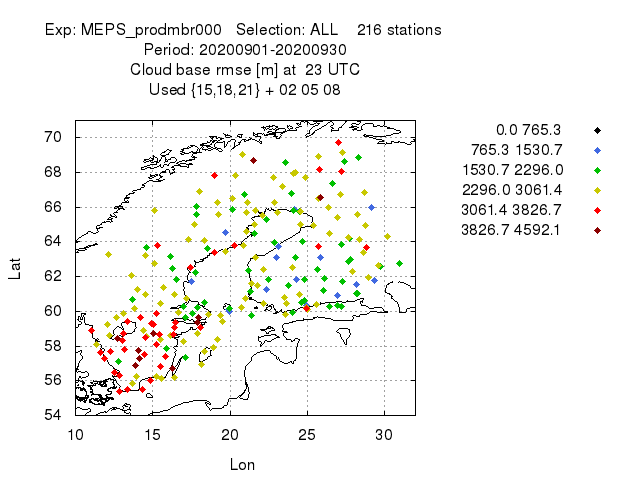 Exp: MEPS_prodmbr000 Selection: ALL 216 stations
Period: 20200901-20200930
Cloud base rmse [m] at 23 UTC
Used {15,18,21} + 02 05 08
0.0 765.3
765.3 1530.7
1530.7 2296.0
2296.0 3061.4
3061.4 3826.7
3826.7 4592.1
70
68
66
64
62
60
58
56
54
Lat
10 15 20 25 30
Lon